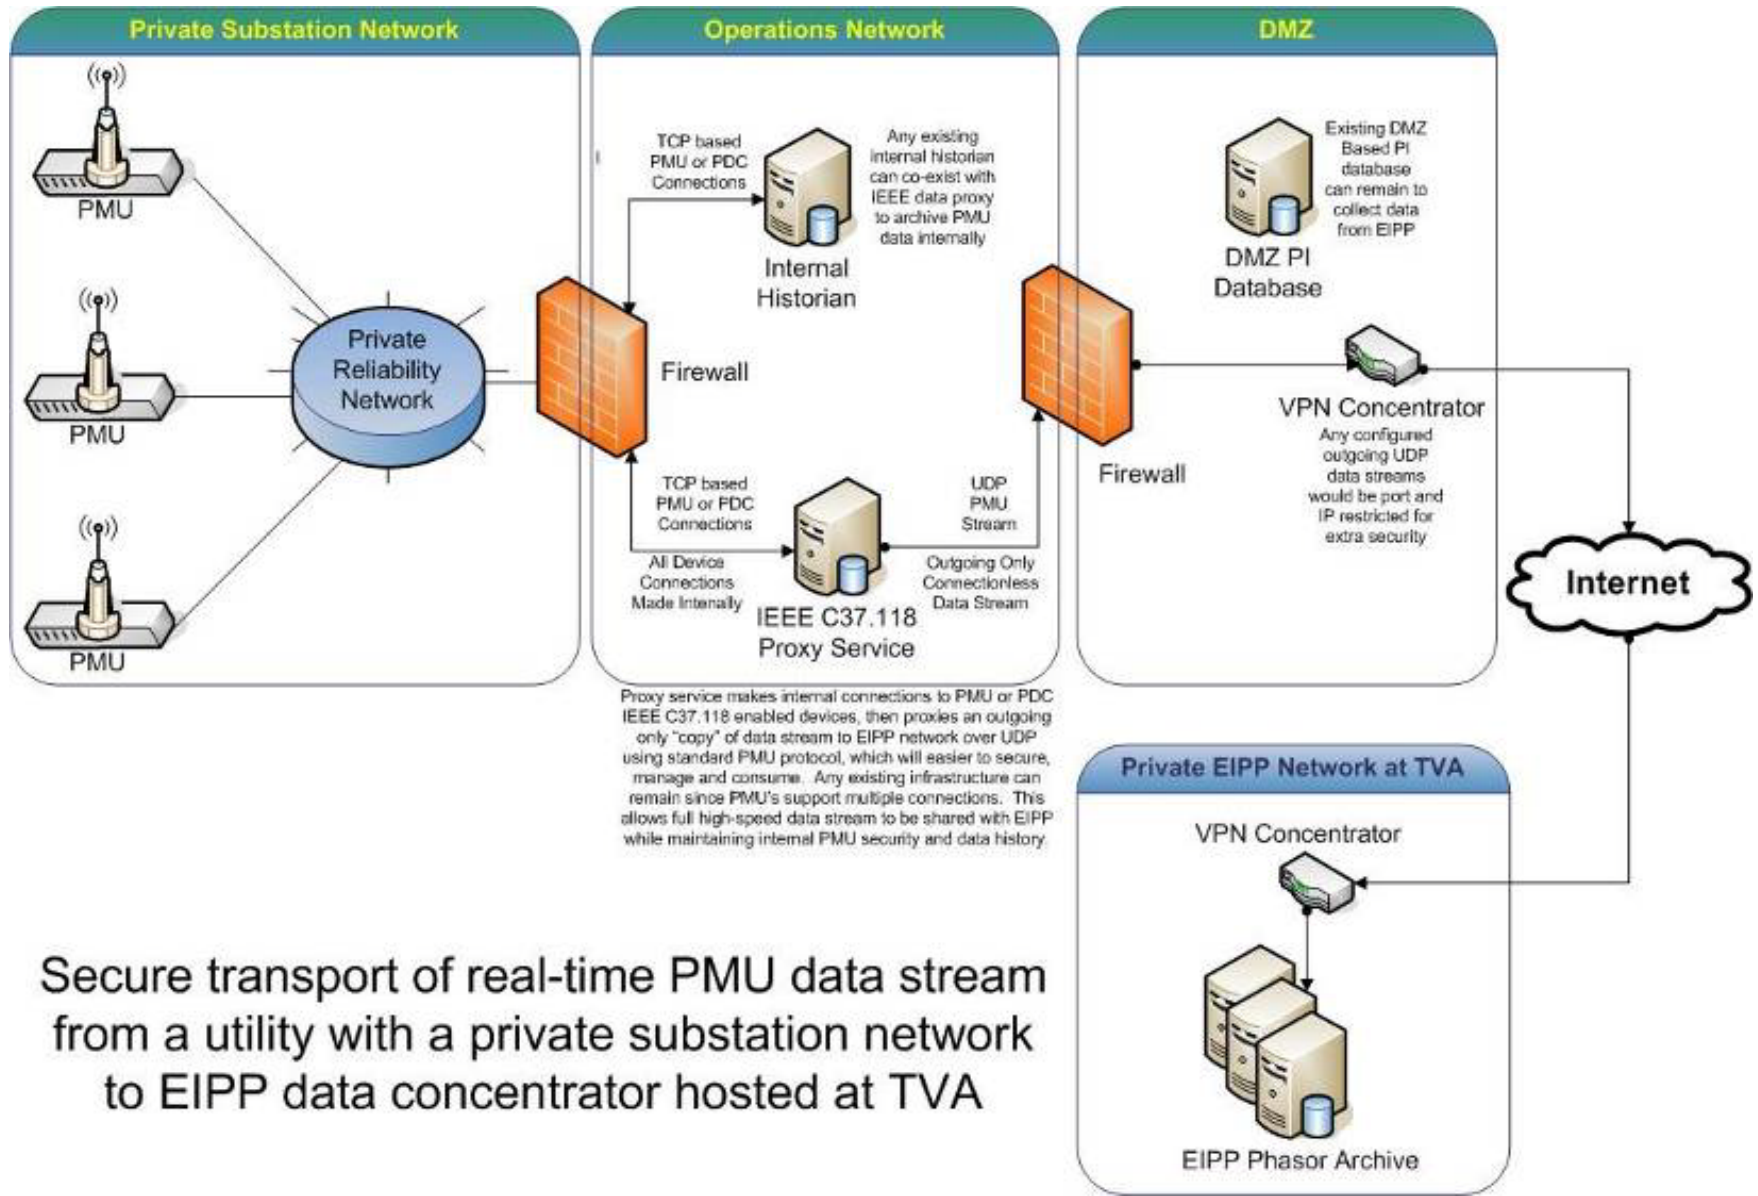 Private Substation Network
Operations Network
DMZ
PMU
PMU
PMU
Private
Reliability
Network
TCP based
PMU or PDC
Connections
Any existing
internal historian
can co-exist with
IEEE data proxy
to archive PMU
data internally
Internal
Historian
Firewall
TCP based
PMU or PDC
Connections
All Device
Connections
Made Intenally
IEEE C37.118
Proxy Service
UDP
PMU
Stream
Outgoing Only
Connectionless
Data Stream
Firewall
Existing DMZ
Based PI
database
can remain to
collect data
from EIPP
DMZ PI
Database
VPN Concentrator
Any configured
outgoing UDP
data streams
would be port and
IP restricted for
extra security
Internet
Proxy service makes internal connections to PMU or PDC
IEEE C37.118 enabled devices, then proxies an outgoing
only "copy" of data stream to EIPP network over UDP
using standard PMU protocol, which will easier to secure,
manage and consume. Any existing infrastructure can
remain since PMU's support multiple connections. This
allows full high-speed data stream to be shared with EIPP
while maintaining internal PMU security and data history.
Private EIPP Network at TVA
VPN Concentrator
EIPP Phasor Archive
Secure transport of real-time PMU data stream
from a utility with a private substation network
to EIPP data concentrator hosted at TVA